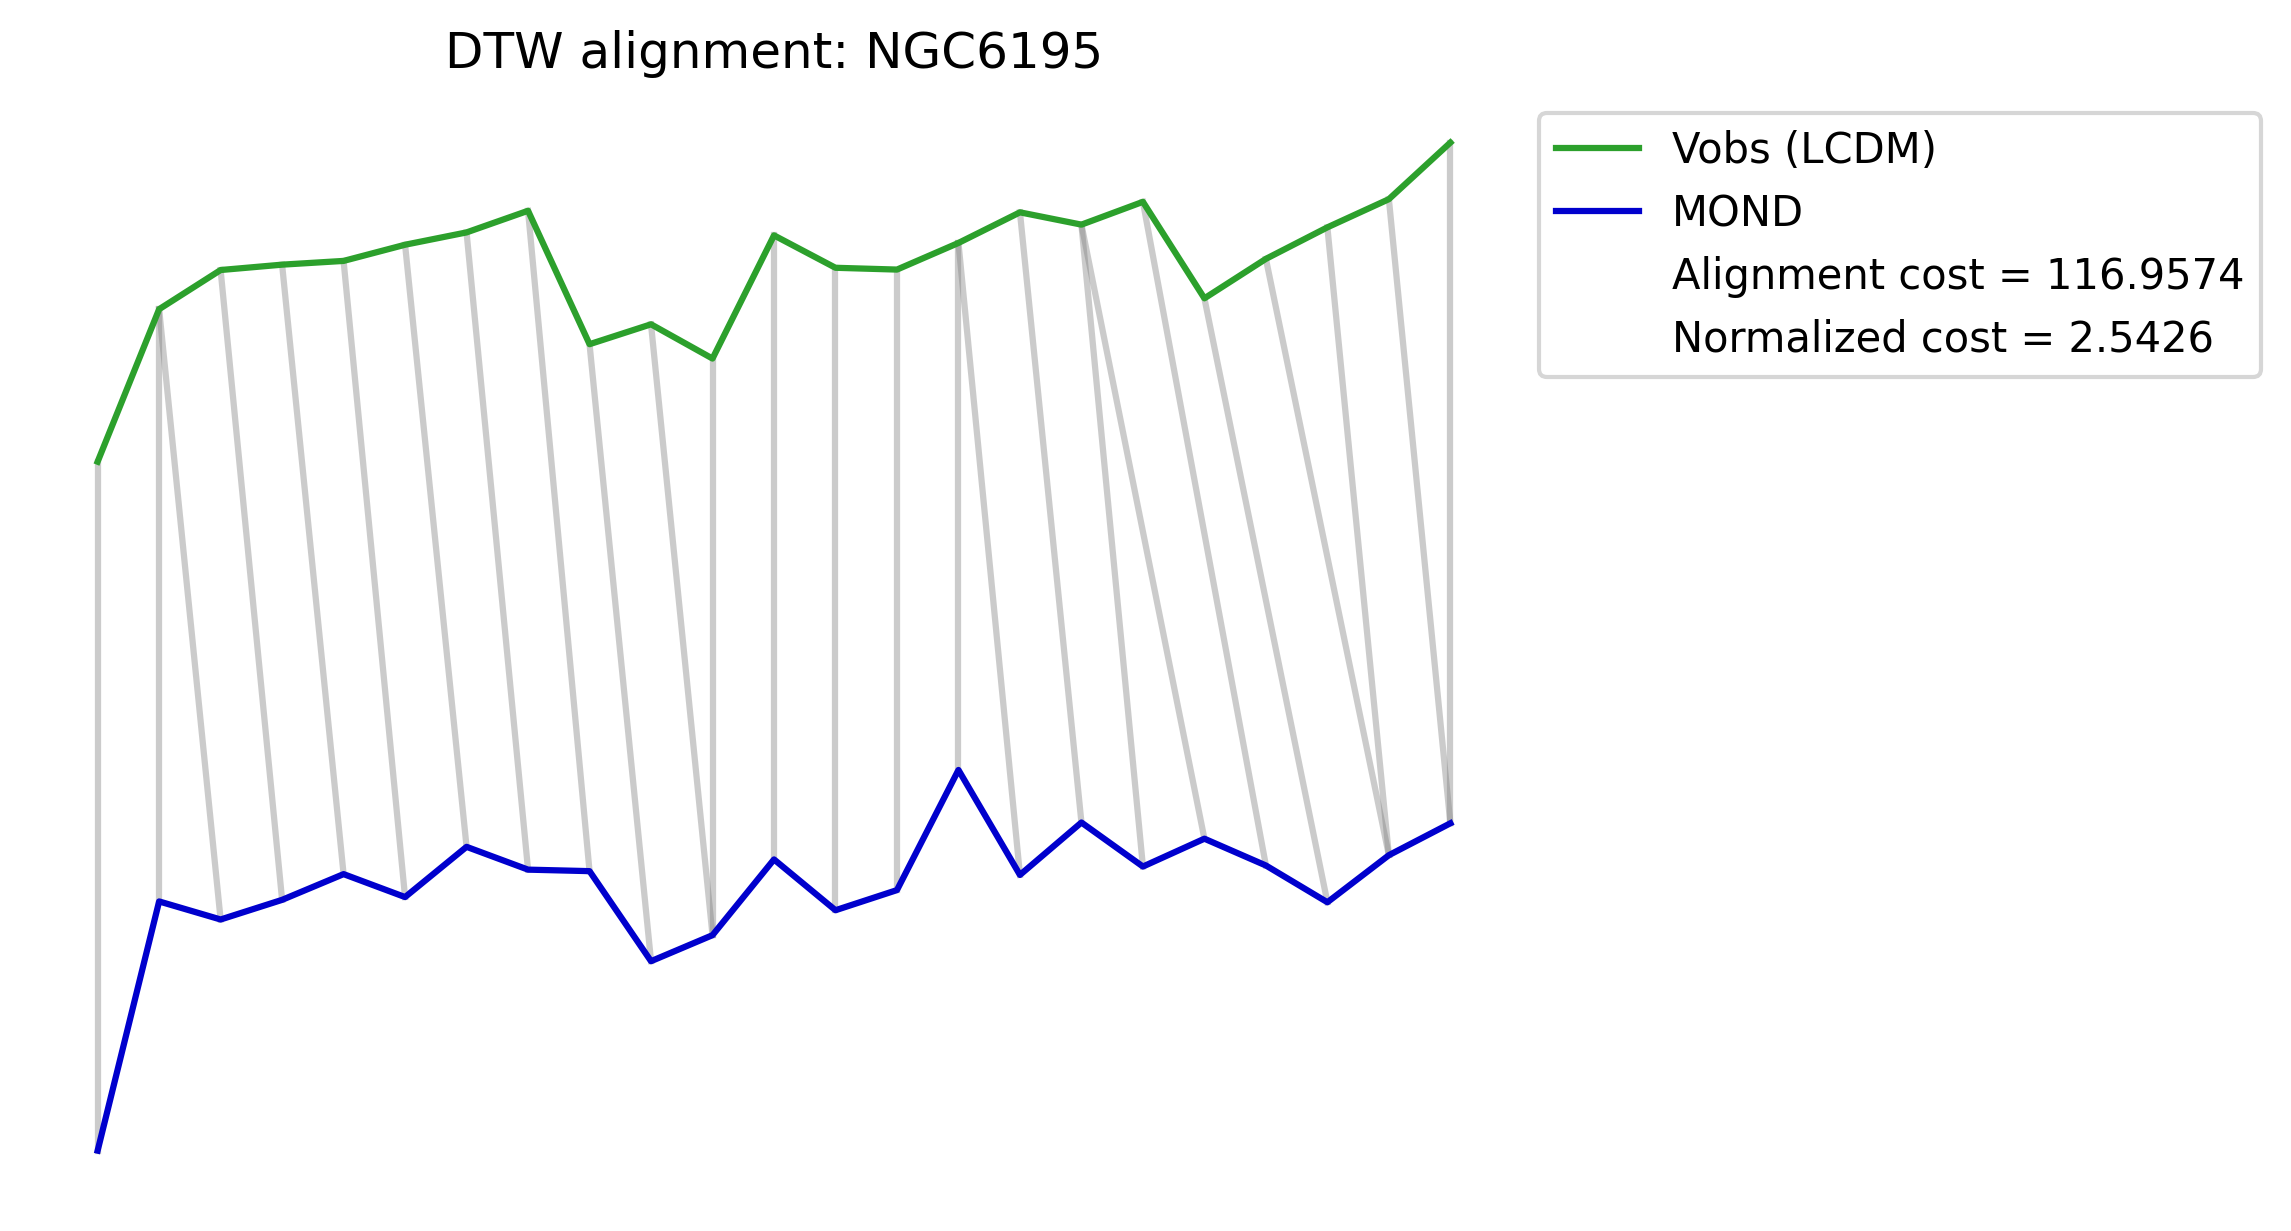 DTW alignment: NGC6195
Vobs (LCDM)
MOND
Alignment cost = 116.9574
Normalized cost = 2.5426